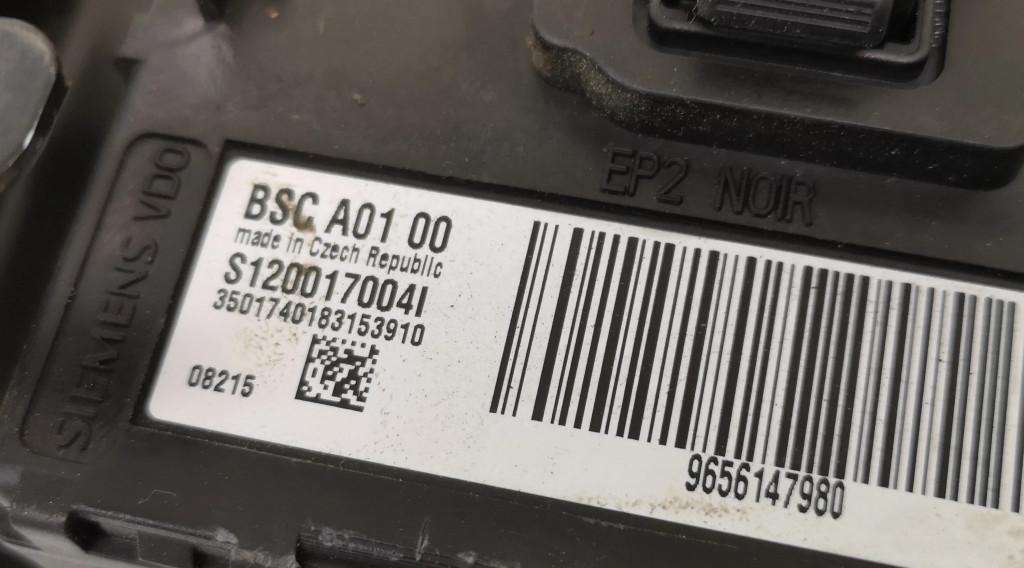 EP2 NOIR
SIEMENS VDO
BSC A01 00
made in Czech Republic
S120017004I
3501740183153910
08215
9656147980